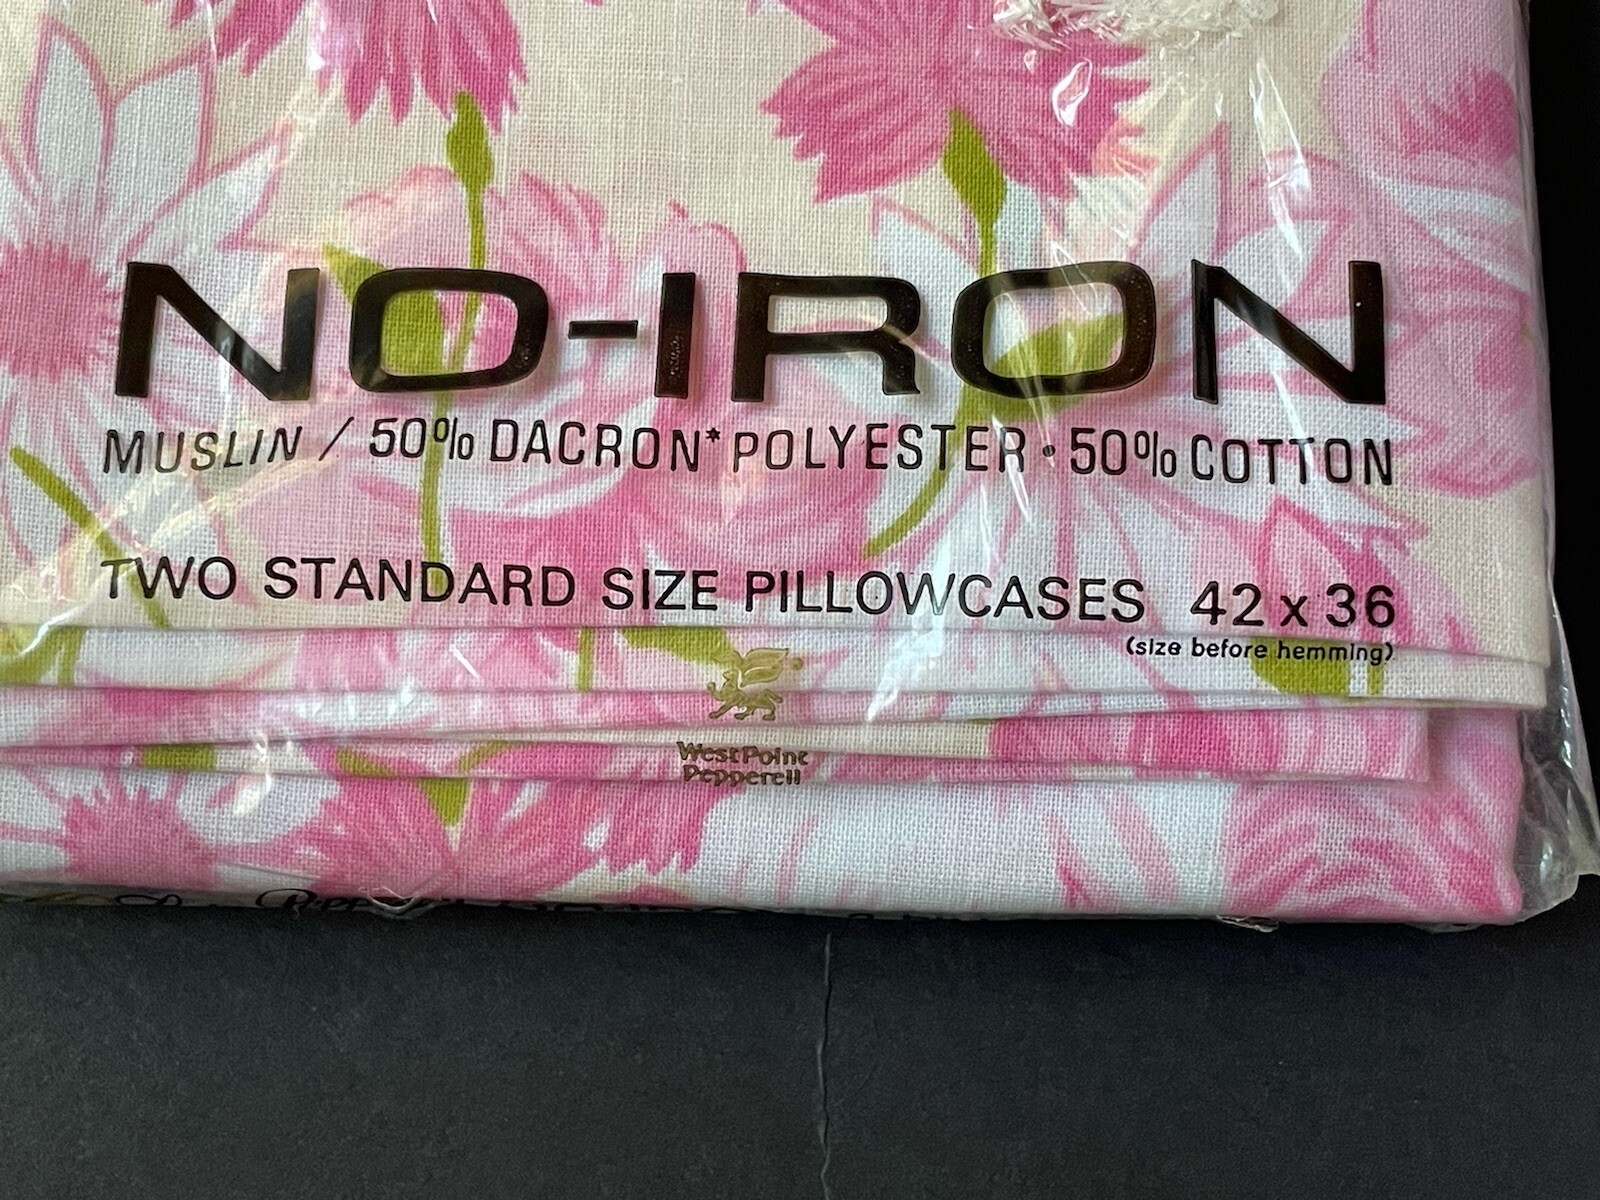 NO-IRON
MUSLIN / 50% DACRON* POLYESTER • 50% COTTON
TWO STANDARD SIZE PILLOWCASES 42 x 36
(size before hemming)
WestPoint
Pepperell